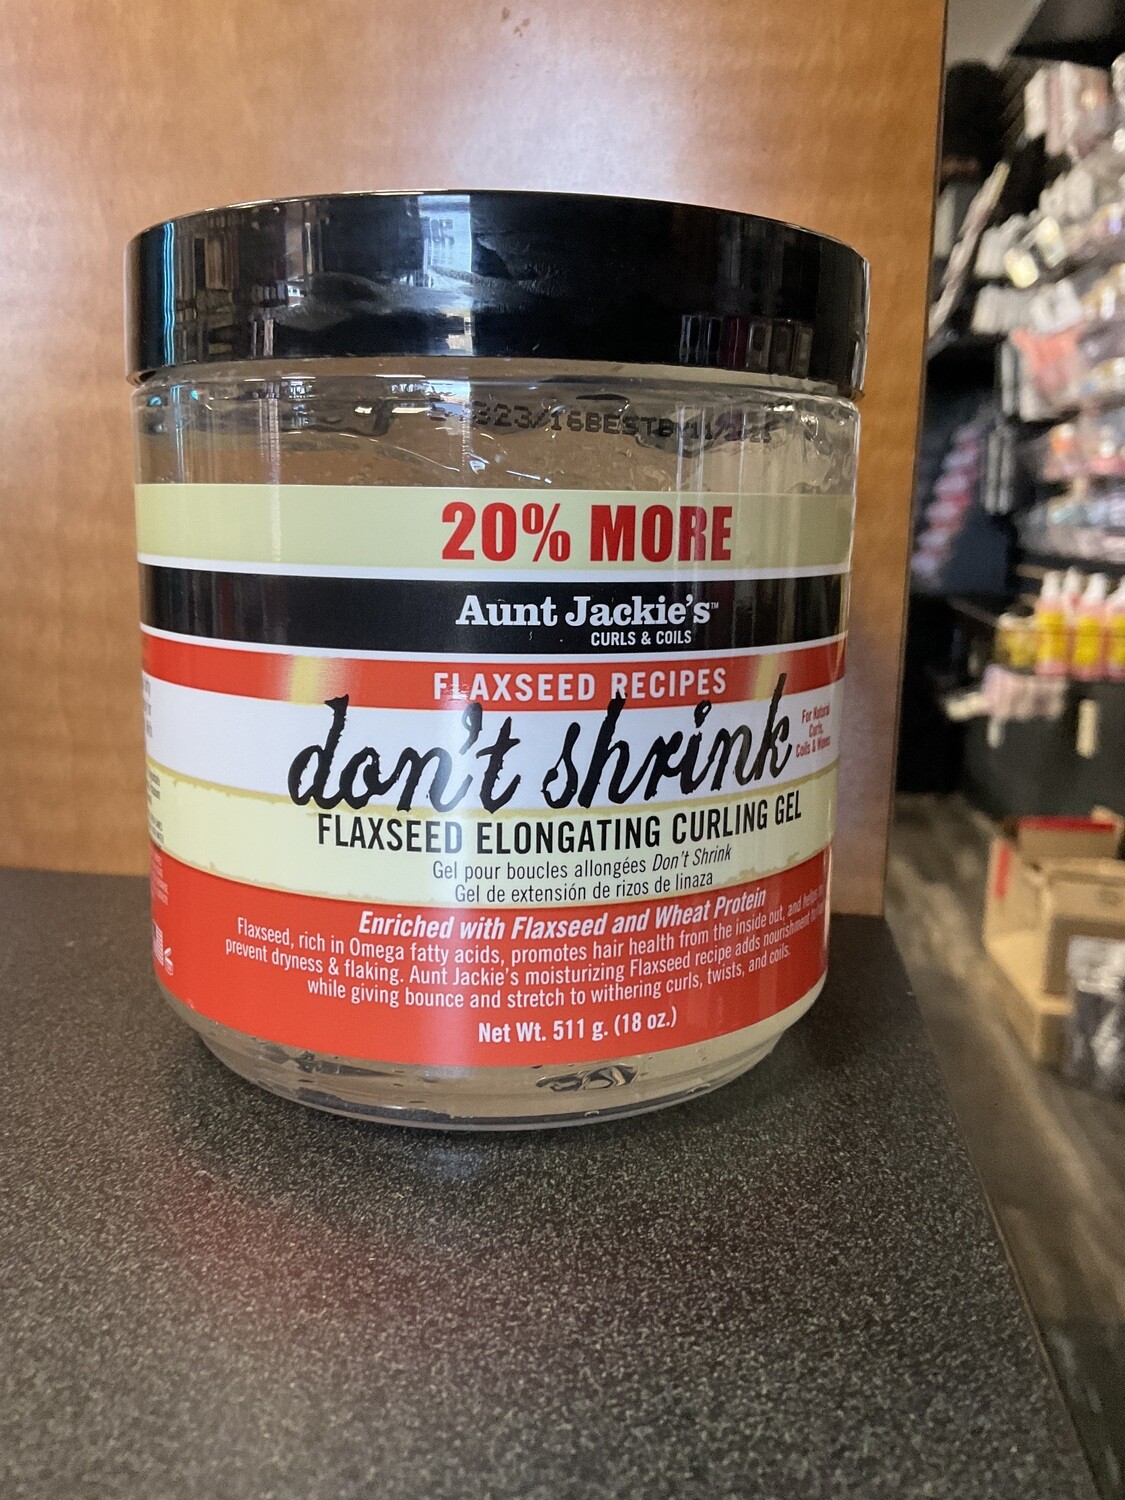 20% MORE
Aunt Jackie's™
CURLS & COILS
FLAXSEED RECIPES
don't shrink
For Natural
Curls,
Coils & Waves
FLAXSEED ELONGATING CURLING GEL
Gel pour boucles allongées Don't Shrink
Gel de extensión de rizos de linaza
Enriched with Flaxseed and Wheat Protein
Flaxseed, rich in Omega fatty acids, promotes hair health from the inside out, and helps
prevent dryness & flaking. Aunt Jackie's moisturizing Flaxseed recipe adds nourishment
while giving bounce and stretch to withering curls, twists, and coils.
Net Wt. 511 g. (18 oz.)